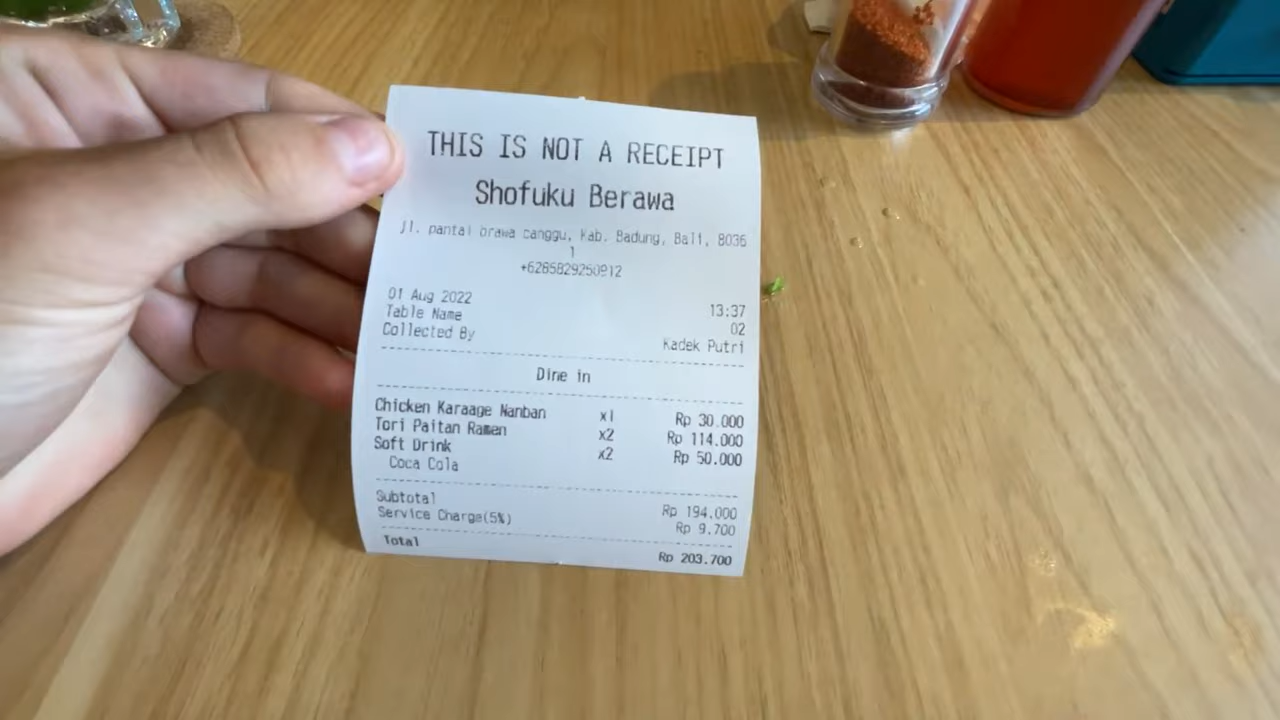 THIS IS NOT A RECEIPT
Shofuku Berawa
Jl. pantai brawa canggu, Kab. Badung, Bali, 8036
1
+6285829250912
01 Aug 2022 13:37
Table Name 02
Collected By Kadek Putri
Dine in
Chicken Karaage Nanban x1 Rp 30.000
Tori Paitan Ramen x2 Rp 114.000
Soft Drink x2 Rp 50.000
Coca Cola
Subtotal Rp 194.000
Service Charge(5%) Rp 9.700
Total Rp 203.700